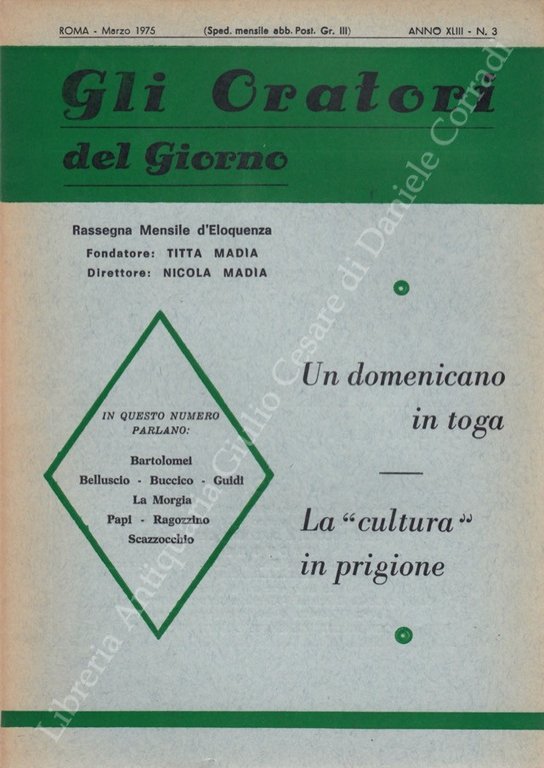 ROMA - Marzo 1975 (Sped. mensile abb. Post. Gr. III) ANNO XLIII - N. 3
Gli Oratori
del Giorno
Rassegna Mensile d'Eloquenza
Fondatore: TITTA MADIA
Direttore: NICOLA MADIA
IN QUESTO NUMERO
PARLANO:
Bartolomei
Belluscio - Buccico - Guidi
La Morgia
Papi - Ragozzino
Scazzocchio
Un domenicano
in toga
La "cultura"
in prigione
Libreria Antiquaria Giulio Cesare di Daniele Corradi